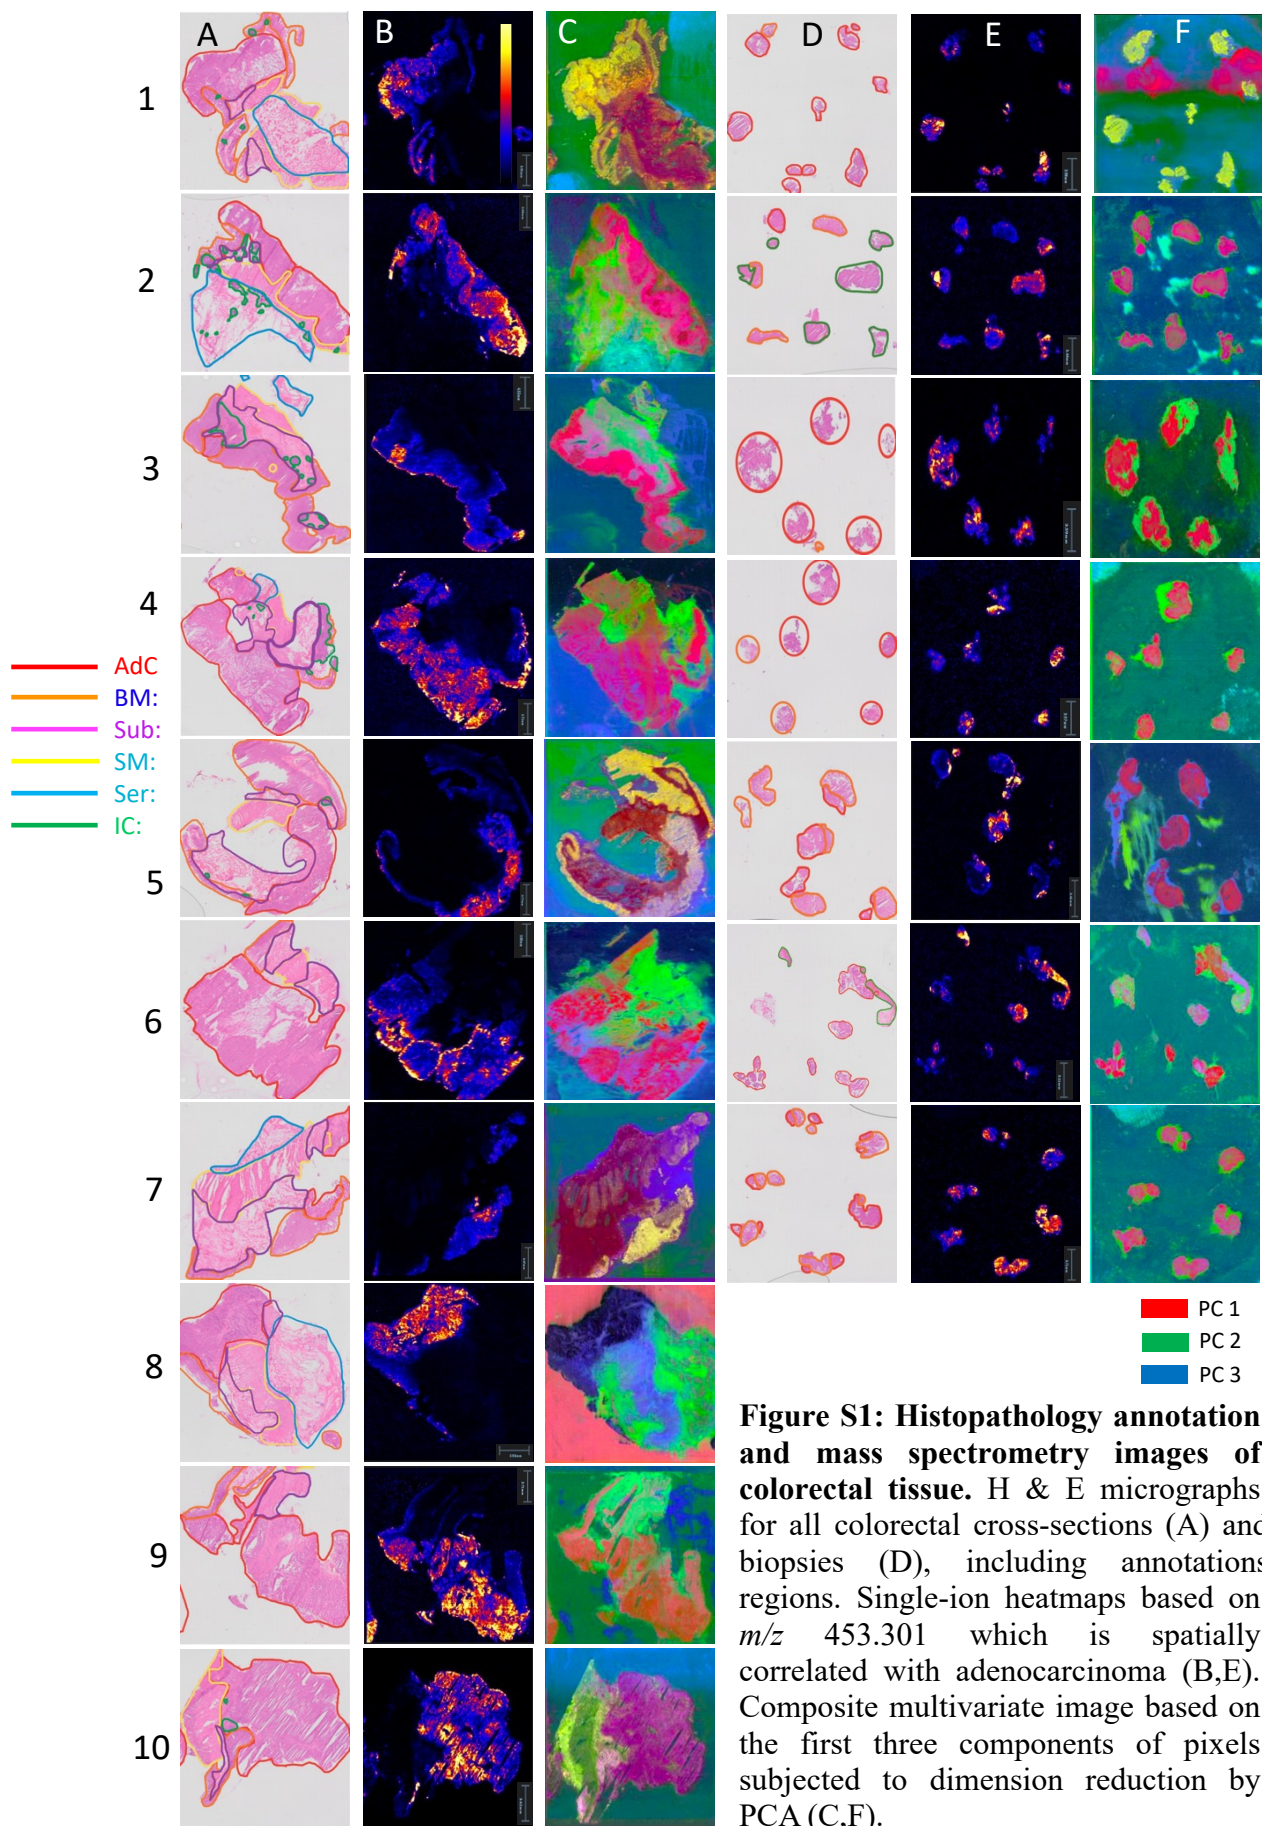 A B C D E F
1
2
3
4
AdC
BM:
Sub:
SM:
Ser:
IC:
5
6
7
8
9
10
PC 1
PC 2
PC 3
Figure S1: Histopathology annotation
and mass spectrometry images of
colorectal tissue. H & E micrographs
for all colorectal cross-sections (A) and
biopsies (D), including annotations
regions. Single-ion heatmaps based on
m/z 453.301 which is spatially
correlated with adenocarcinoma (B,E).
Composite multivariate image based on
the first three components of pixels
subjected to dimension reduction by
PCA (C,F).